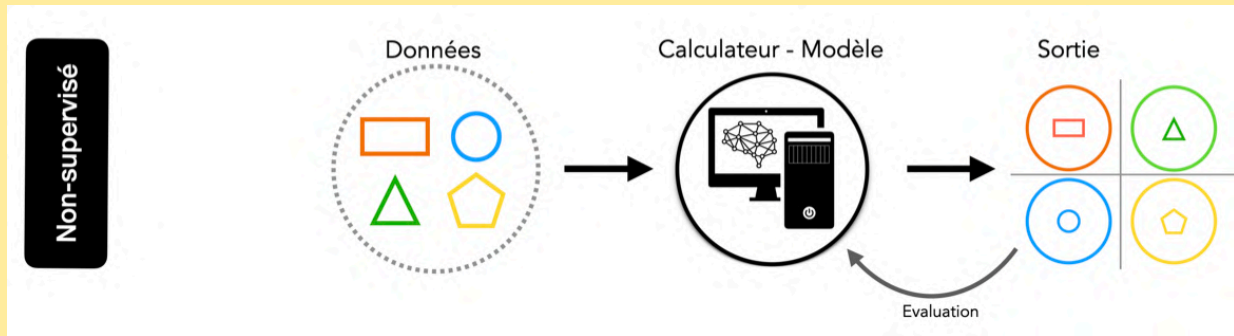 Non-supervisé
Données
Calculateur - Modèle
Sortie
Evaluation